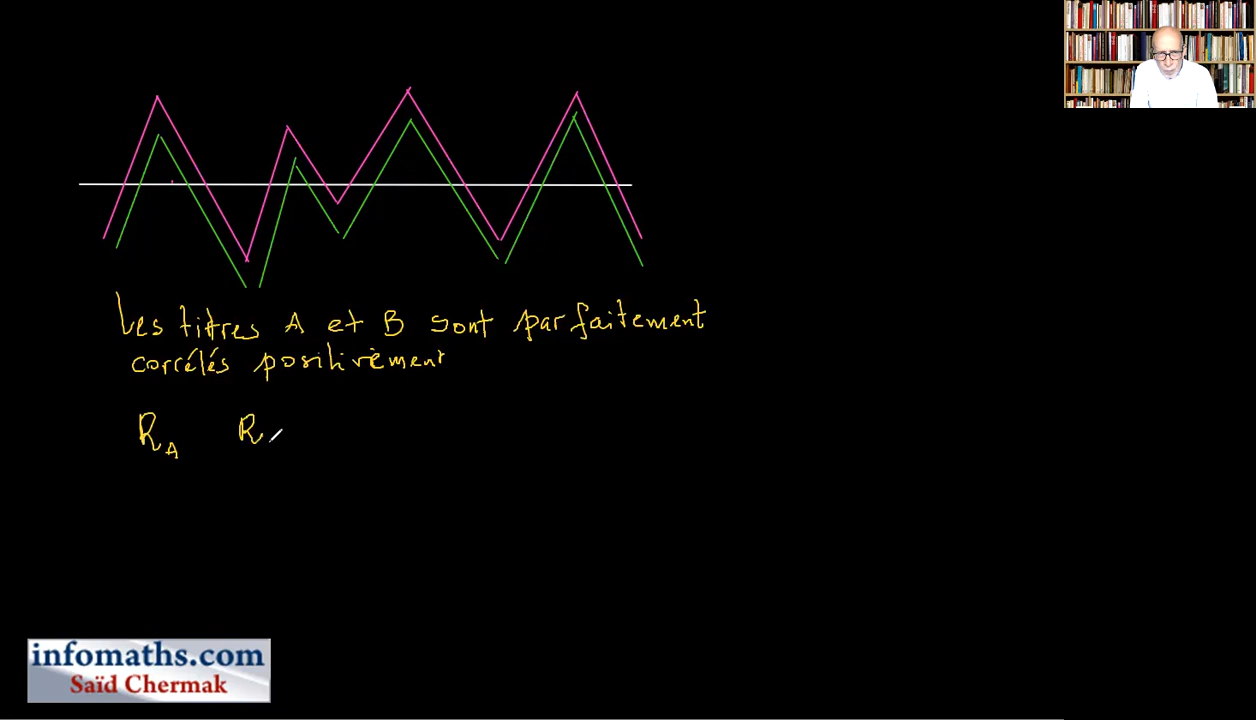 Les titres A et B sont parfaitement
corrélés positivement
R_A R
infomaths.com
Saïd Chermak